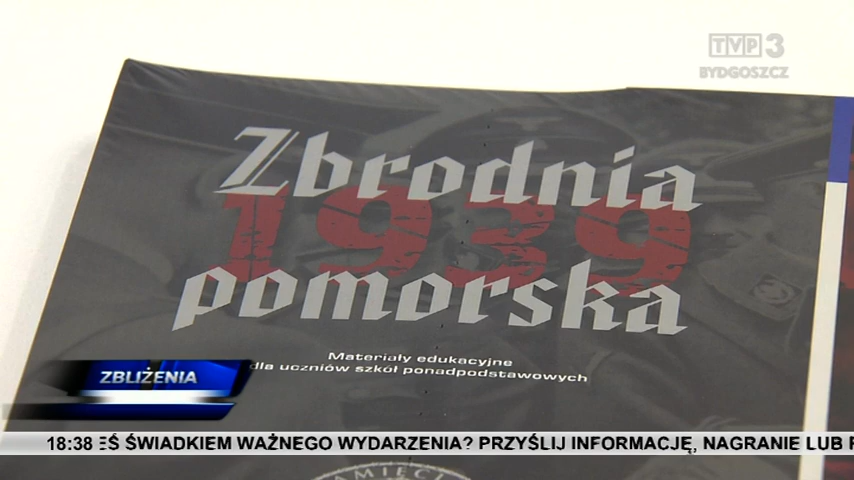 TVP3
BYDGOSZCZ
Zbrodnia
1939
pomorska
Materiały edukacyjne
dla uczniów szkół ponadpodstawowych
ZBLIŻENIA
18:38 EŚ ŚWIADKIEM WAŻNEGO WYDARZENIA? PRZYŚLIJ INFORMACJĘ, NAGRANIE LUB